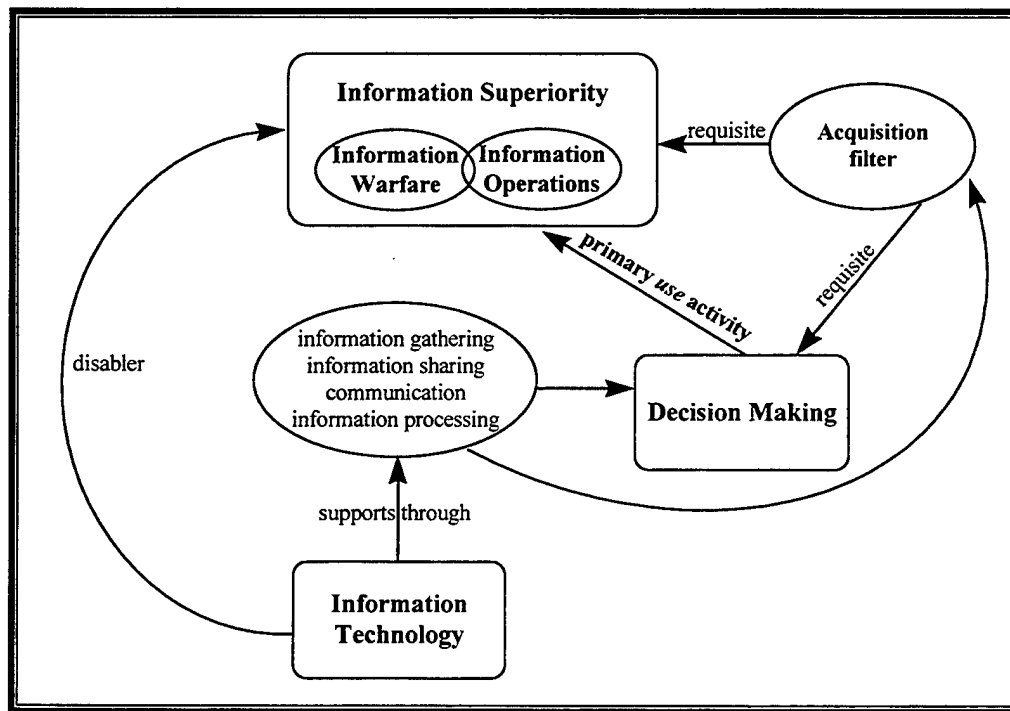 Information Superiority
Information
Warfare
Information
Operations
requisite
Acquisition
filter
primary use activity
requisite
disabler
information gathering
information sharing
communication
information processing
Decision Making
supports through
Information
Technology